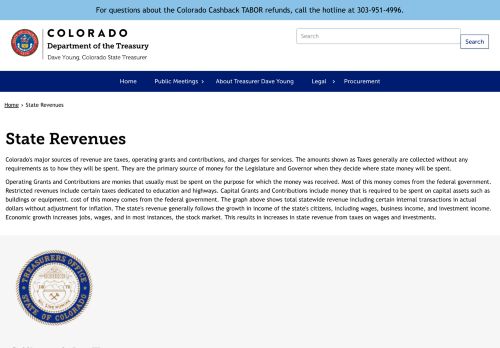 For questions about the Colorado Cashback TABOR refunds, call the hotline at 303-951-4996.
COLORADO
Department of the Treasury
Dave Young, Colorado State Treasurer
Search
Search
Home
Public Meetings
About Treasurer Dave Young
Legal
Procurement
Home > State Revenues
State Revenues
Colorado's major sources of revenue are taxes, operating grants and contributions, and charges for services. The amounts shown as Taxes generally are collected without any
requirements as to how they will be spent. They are the primary source of money for the Legislature and Governor when they decide where state money will be spent.
Operating Grants and Contributions are monies that usually must be spent on the purpose for which the money was received. Most of this money comes from the federal government.
Restricted revenues include certain taxes dedicated to education and highways. Capital Grants and Contributions include money that is required to be spent on capital assets such as
buildings or equipment. cost of this money comes from the federal government. The graph above shows total statewide revenue including certain internal transactions in actual
dollars without adjustment for inflation. The state's revenue generally follows the growth in income of the state's citizens, including wages, business income, and investment income.
Economic growth increases jobs, wages, and in most instances, the stock market. This results in increases in state revenue from taxes on wages and investments.
TREASURERS OFFICE
STATE OF COLORADO